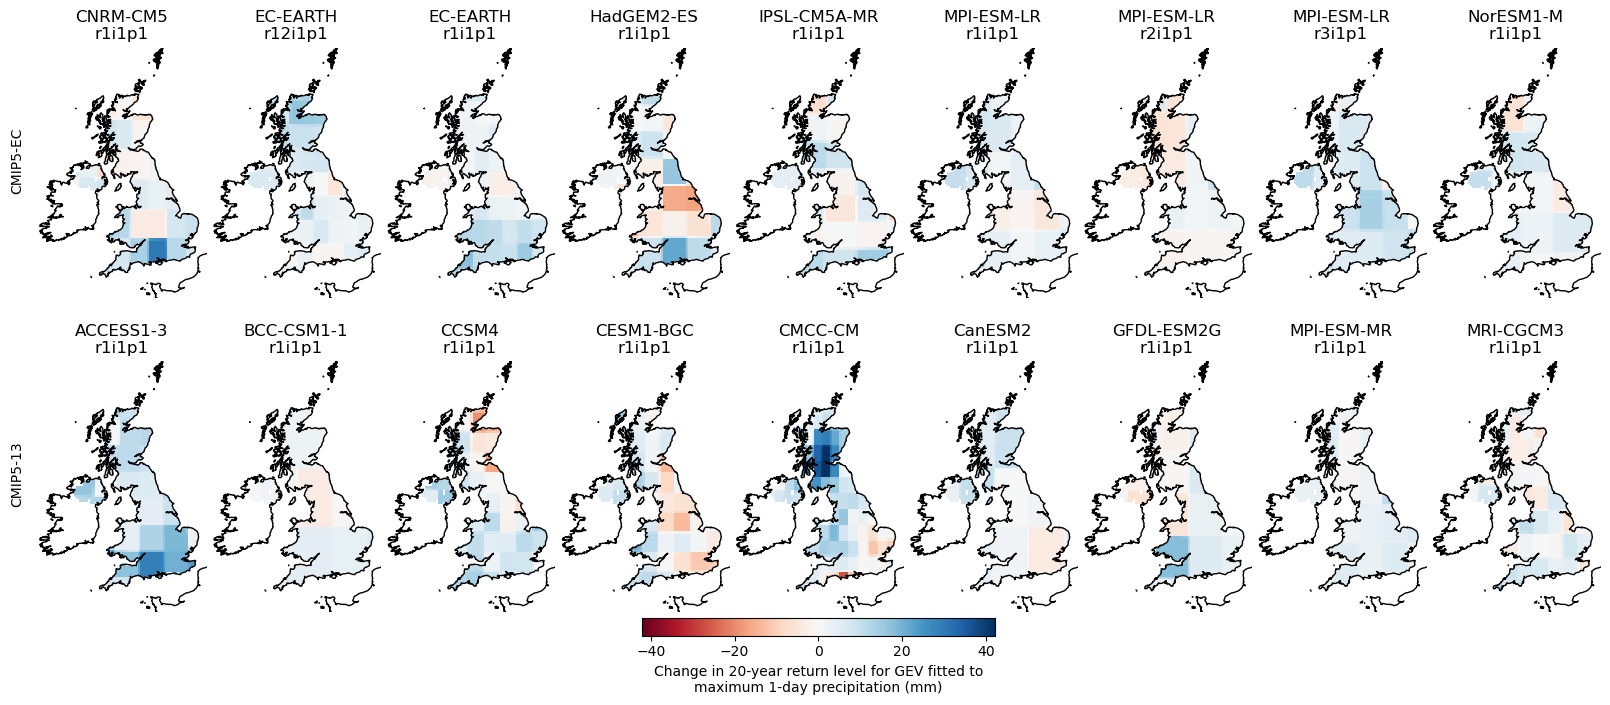 CNRM-CM5 EC-EARTH EC-EARTH HadGEM2-ES IPSL-CM5A-MR MPI-ESM-LR MPI-ESM-LR MPI-ESM-LR NorESM1-M
r1i1p1 r12i1p1 r1i1p1 r1i1p1 r1i1p1 r1i1p1 r2i1p1 r3i1p1 r1i1p1
CMIP5-EC
ACCESS1-3 BCC-CSM1-1 CCSM4 CESM1-BGC CMCC-CM CanESM2 GFDL-ESM2G MPI-ESM-MR MRI-CGCM3
r1i1p1 r1i1p1 r1i1p1 r1i1p1 r1i1p1 r1i1p1 r1i1p1 r1i1p1 r1i1p1
CMIP5-13
−40 −20 0 20 40
Change in 20-year return level for GEV fitted to
maximum 1-day precipitation (mm)